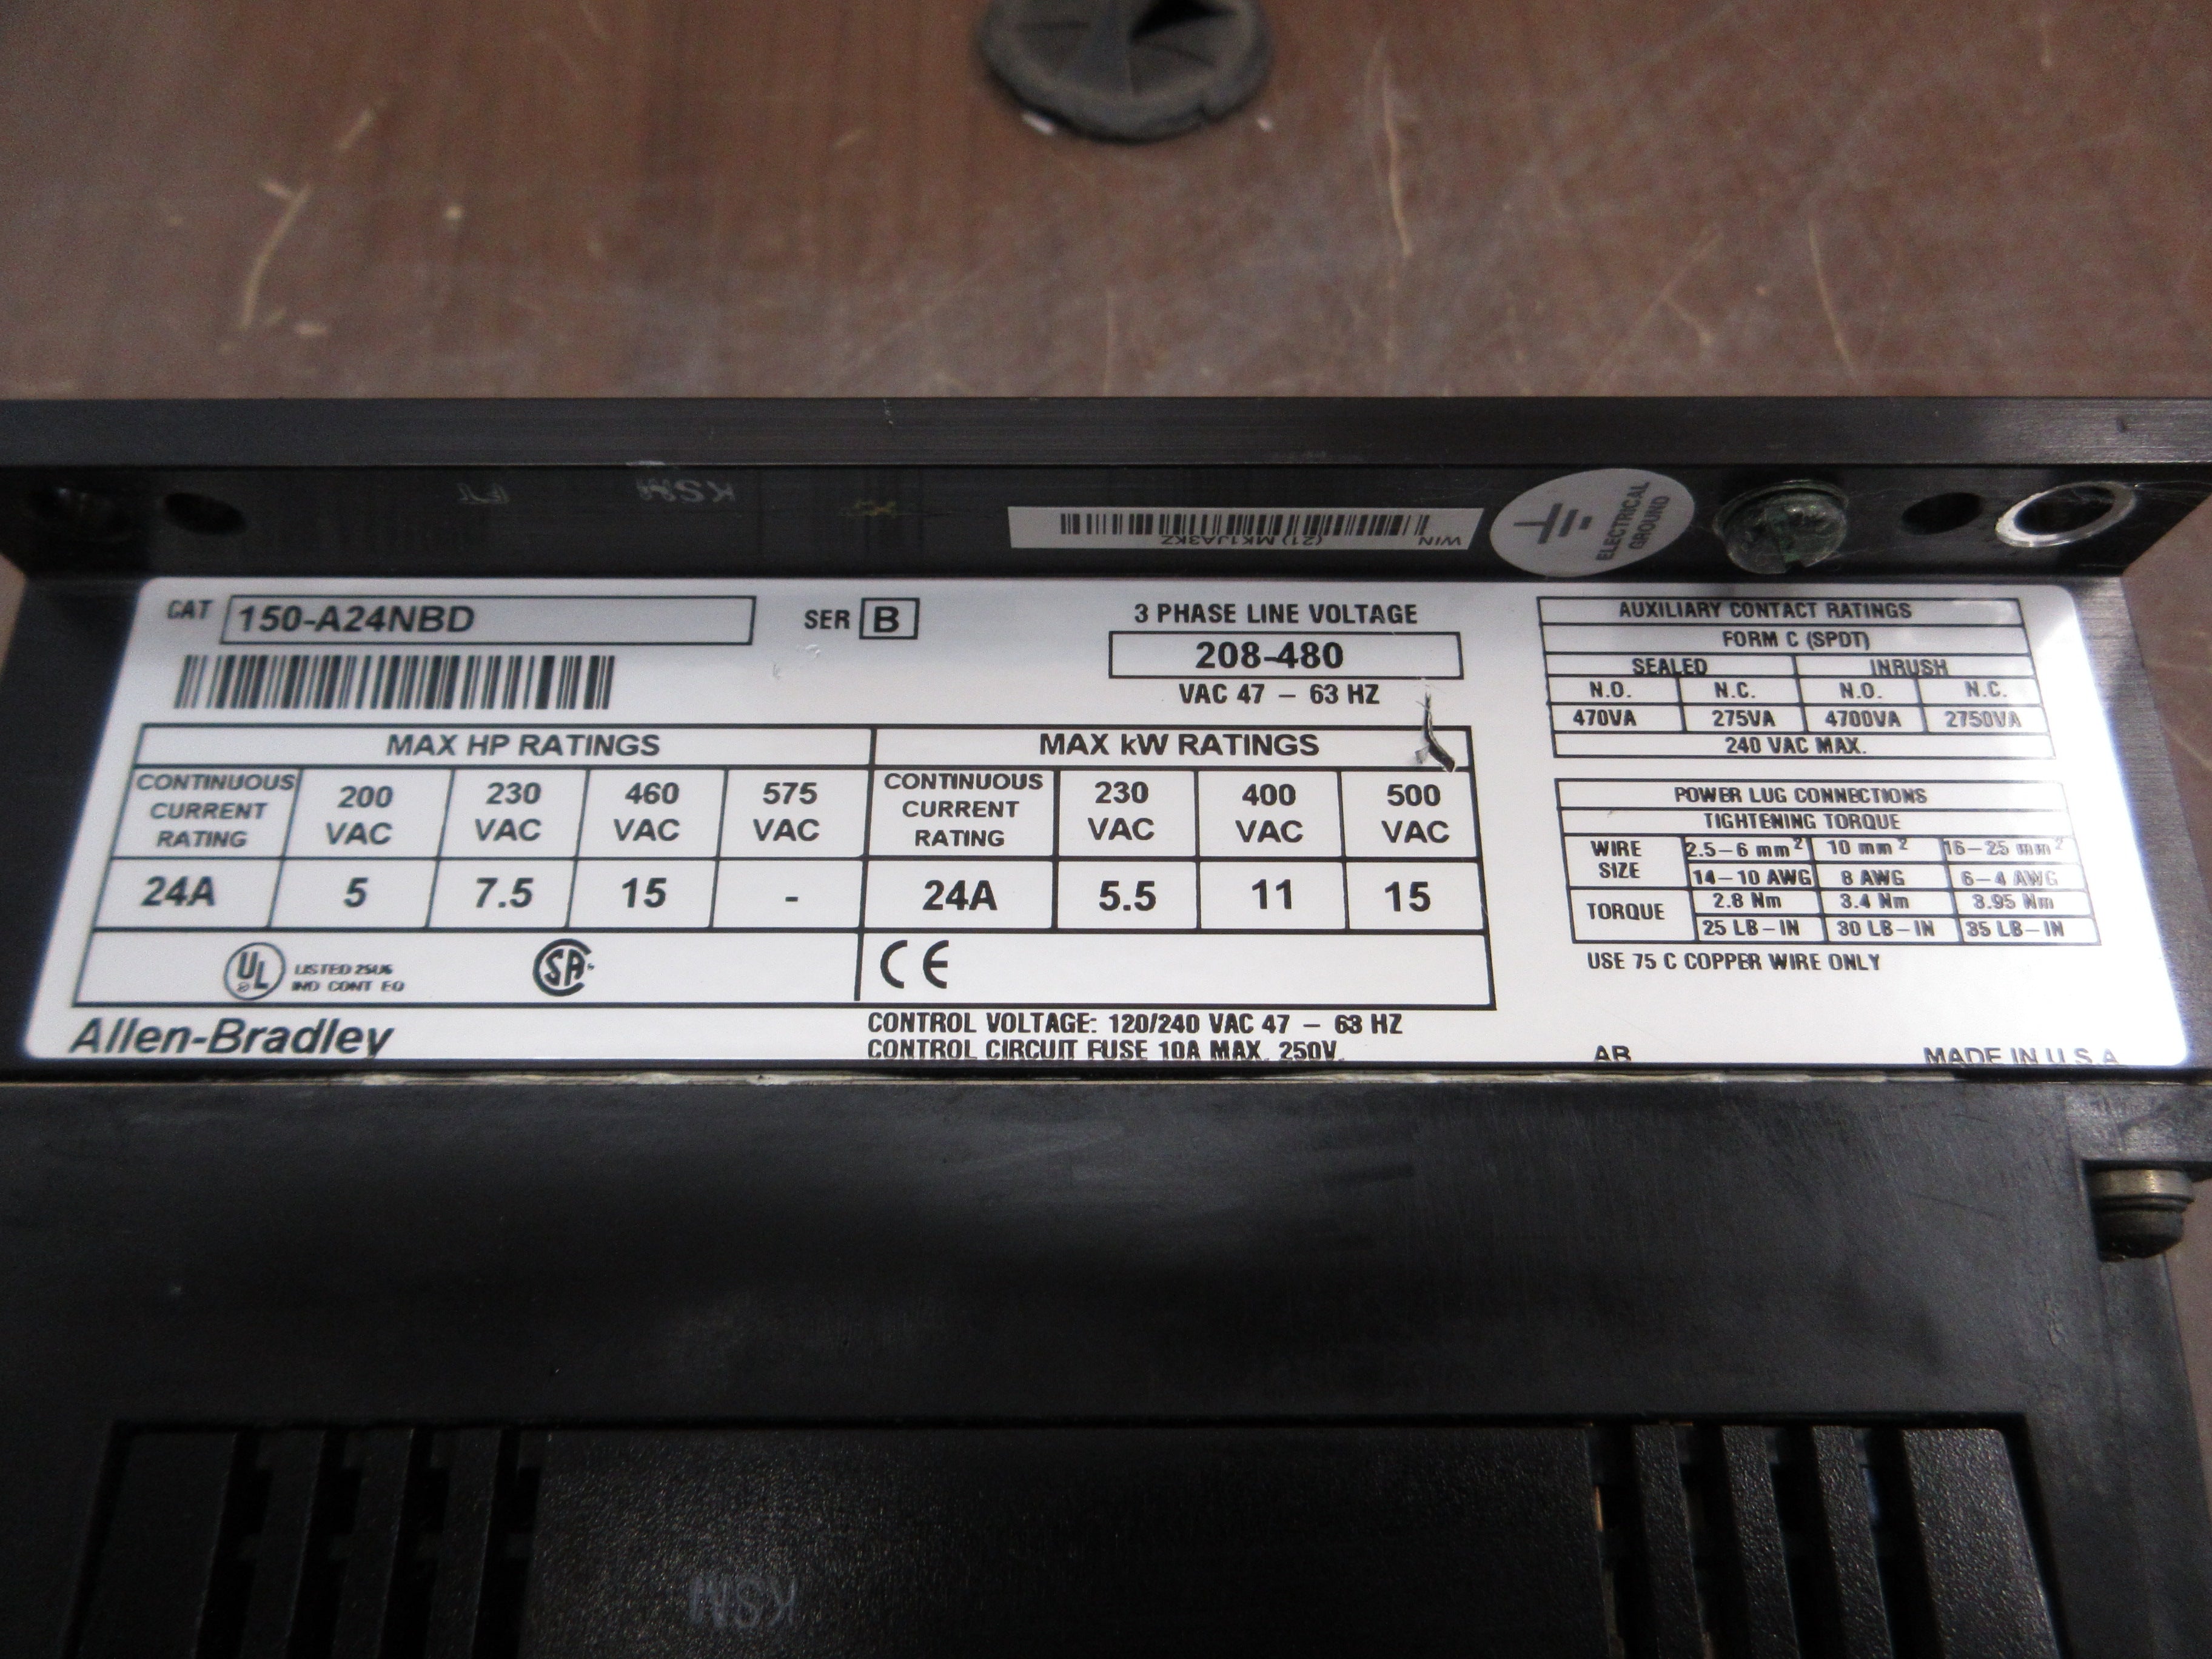 WIN (21) MK1JA3KZ
ELECTRICAL
GROUND
CAT 150-A24NBD
SER B
3 PHASE LINE VOLTAGE
208-480
VAC 47 – 63 HZ
MAX HP RATINGS
CONTINUOUS CURRENT RATING 200 VAC 230 VAC 460 VAC 575 VAC
24A 5 7.5 15 -
MAX kW RATINGS
CONTINUOUS CURRENT RATING 230 VAC 400 VAC 500 VAC
24A 5.5 11 15
UL LISTED 25U6
IND CONT EQ
SA
CE
Allen-Bradley
CONTROL VOLTAGE: 120/240 VAC 47 – 63 HZ
CONTROL CIRCUIT FUSE 10A MAX. 250V.
AUXILIARY CONTACT RATINGS
FORM C (SPDT)
SEALED INRUSH
N.O. N.C. N.O. N.C.
470VA 275VA 4700VA 2750VA
240 VAC MAX.
POWER LUG CONNECTIONS
TIGHTENING TORQUE
WIRE SIZE 2.5–6 mm² 10 mm² 16–25 mm²
14–10 AWG 8 AWG 6–4 AWG
TORQUE 2.8 Nm 3.4 Nm 3.95 Nm
25 LB–IN 30 LB–IN 35 LB–IN
USE 75 C COPPER WIRE ONLY
AB MADE IN U.S.A